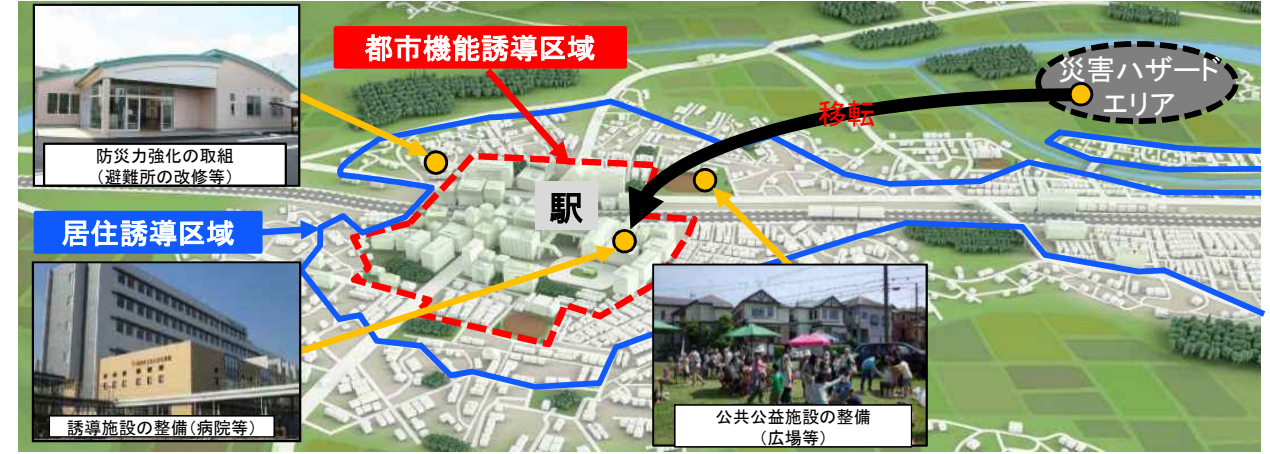 都市機能誘導区域
災害ハザード
エリア
移転
防災力強化の取組
（避難所の改修等）
駅
居住誘導区域
誘導施設の整備（病院等）
公共公益施設の整備
（広場等）